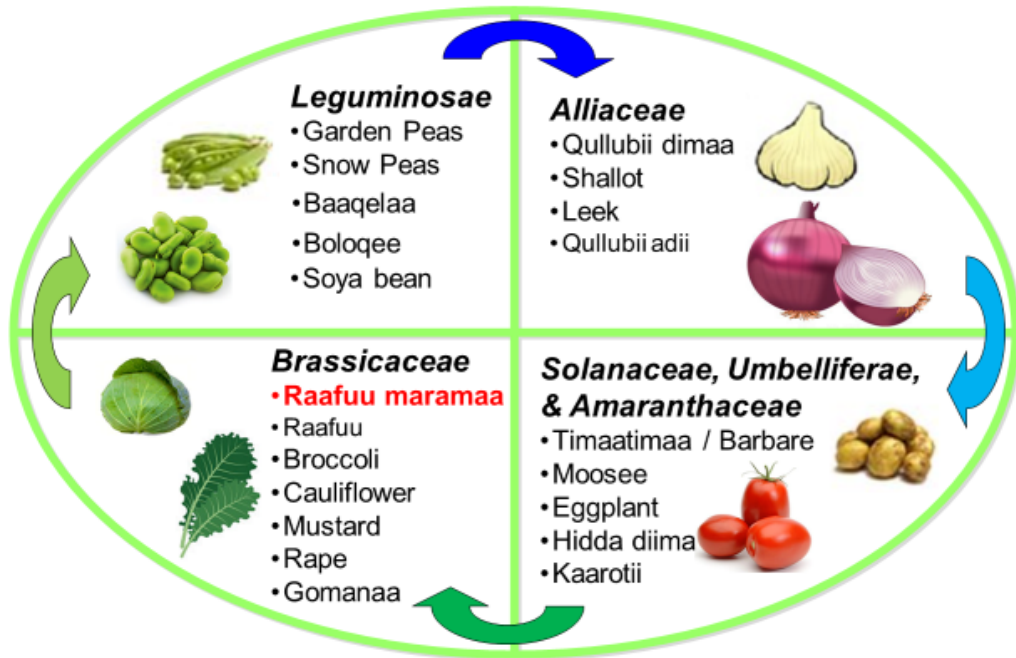 Leguminosae
•Garden Peas
•Snow Peas
•Baaqelaa
•Boloqee
•Soya bean
Alliaceae
•Qullubii dimaa
•Shallot
•Leek
•Qullubii adii
Brassicaceae
•Raafuu maramaa
•Raafuu
•Broccoli
•Cauliflower
•Mustard
•Rape
•Gomanaa
Solanaceae, Umbelliferae,
& Amaranthaceae
•Timaatimaa / Barbare
•Moosee
•Eggplant
•Hidda diima
•Kaarotii